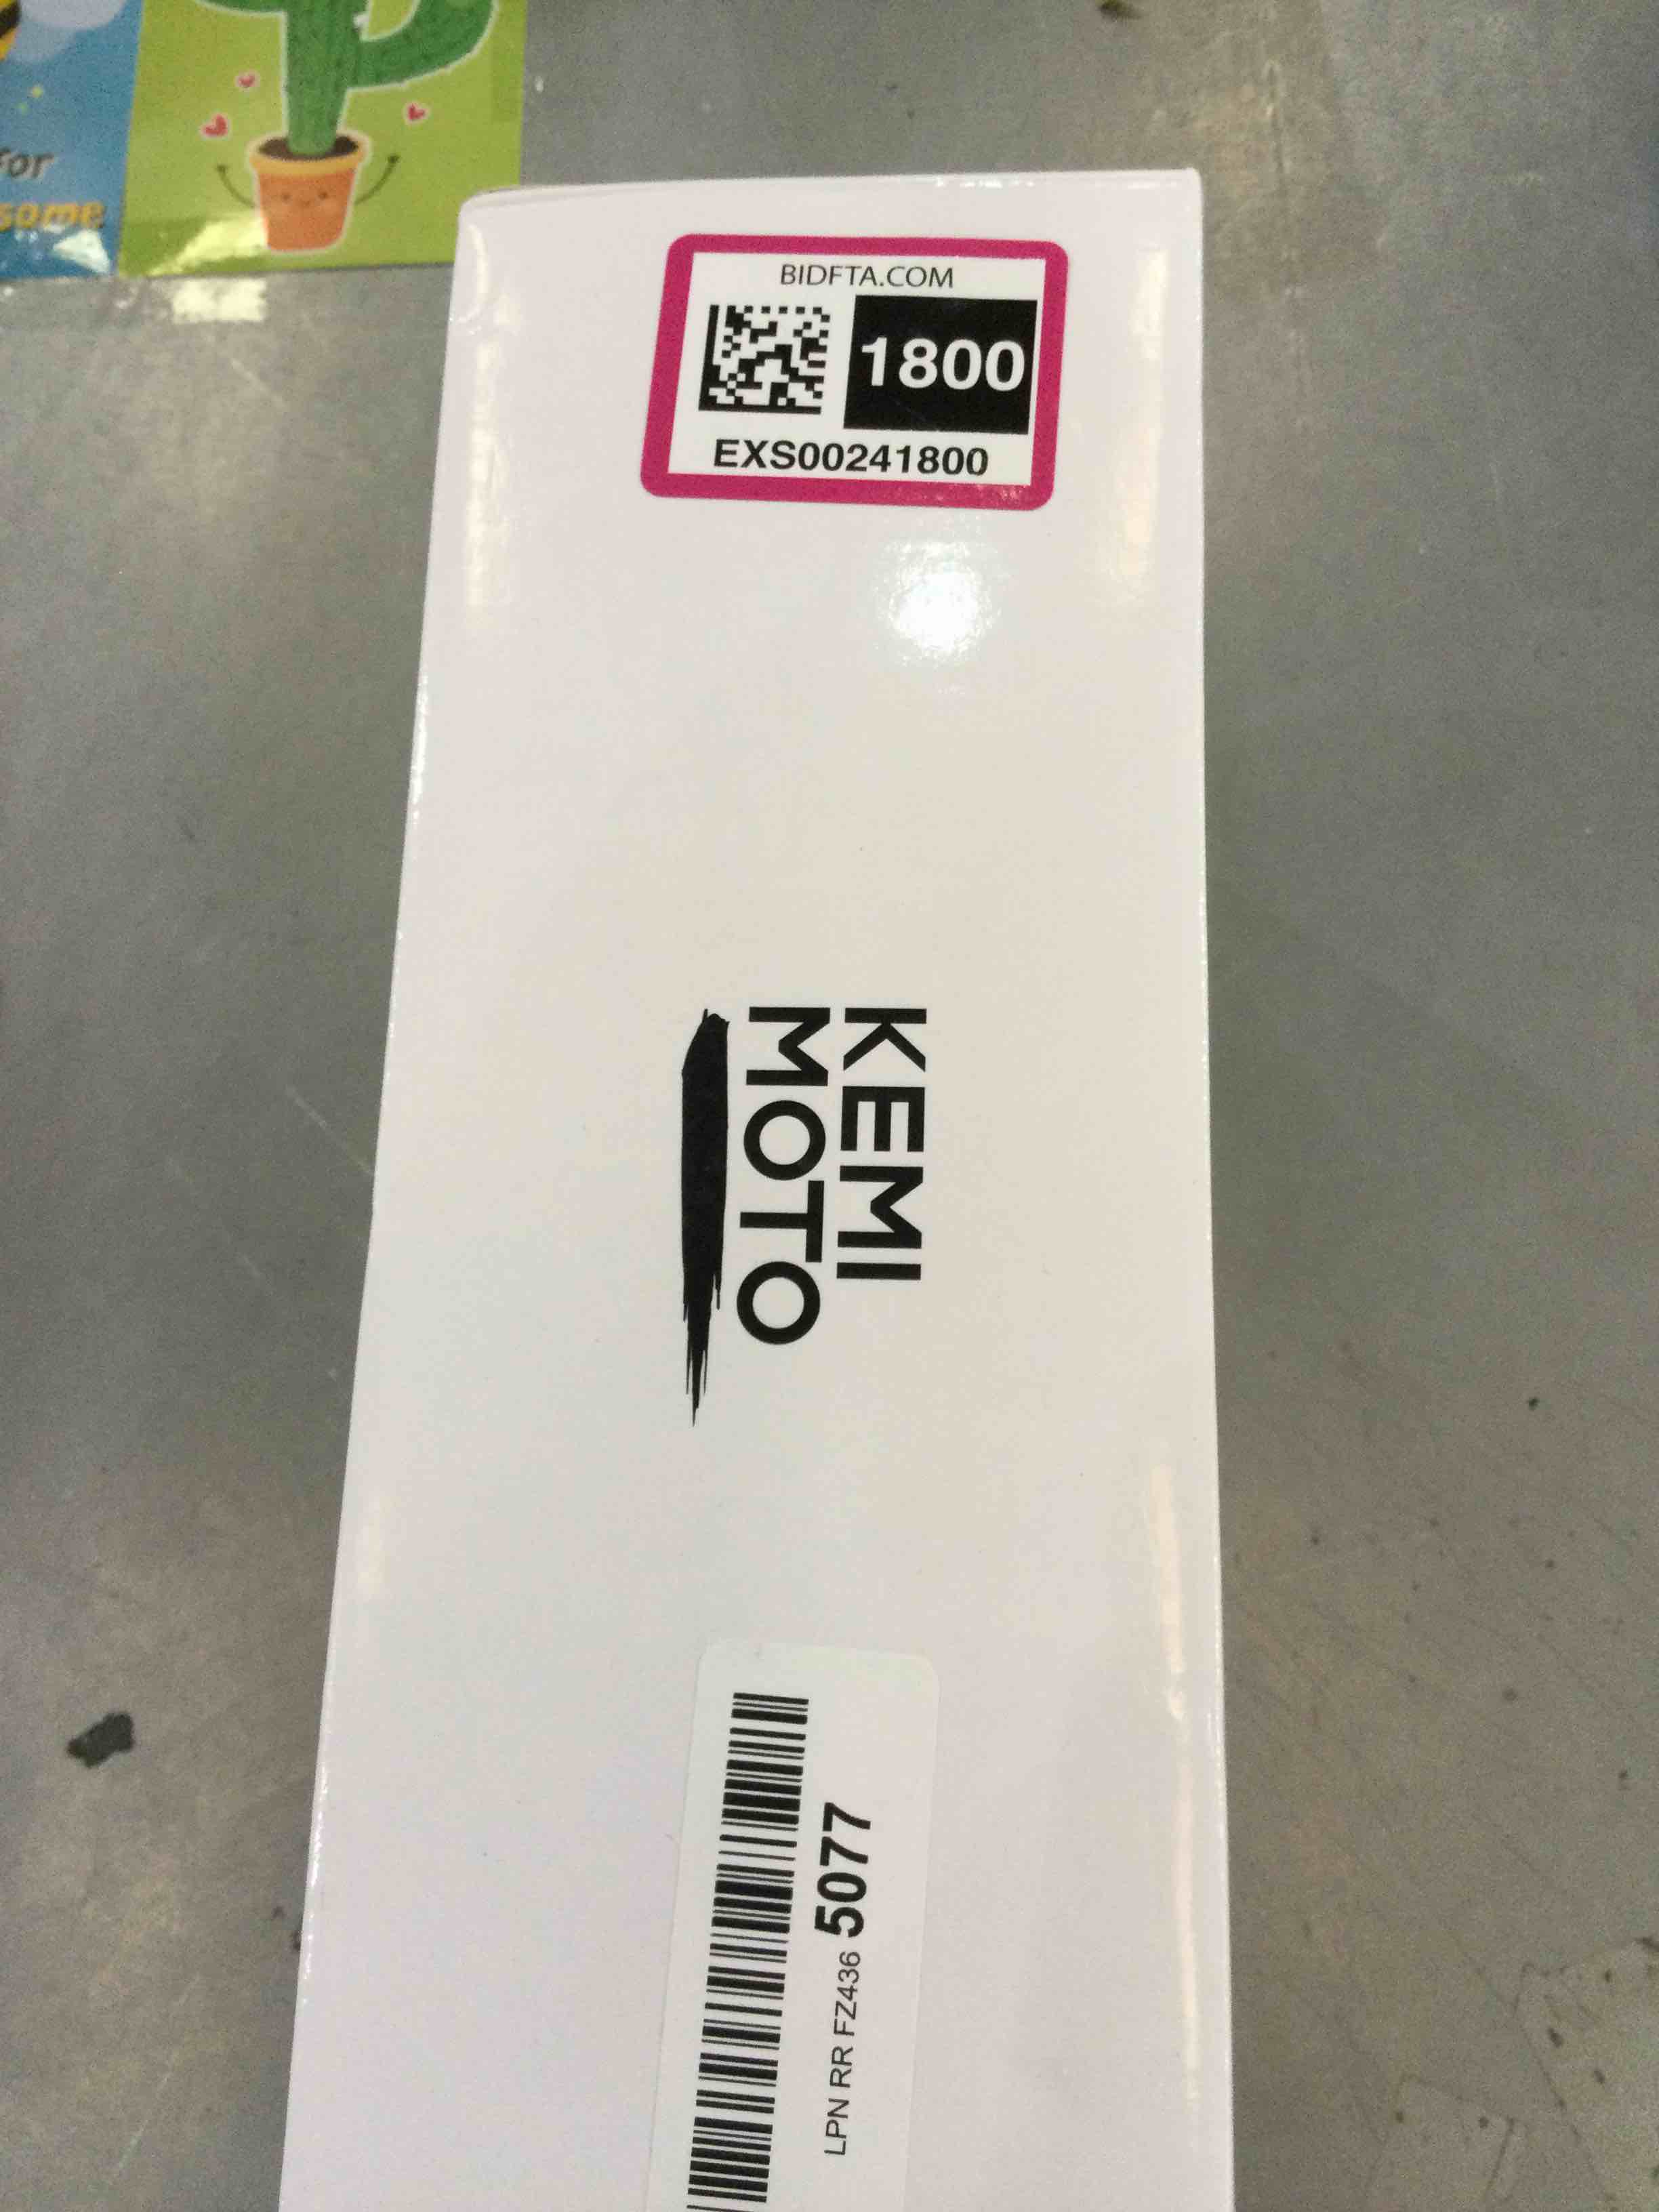 for
some
BIDFTA.COM
1800
EXS00241800
KEMI
MOTO
LPN RR FZ436 5077